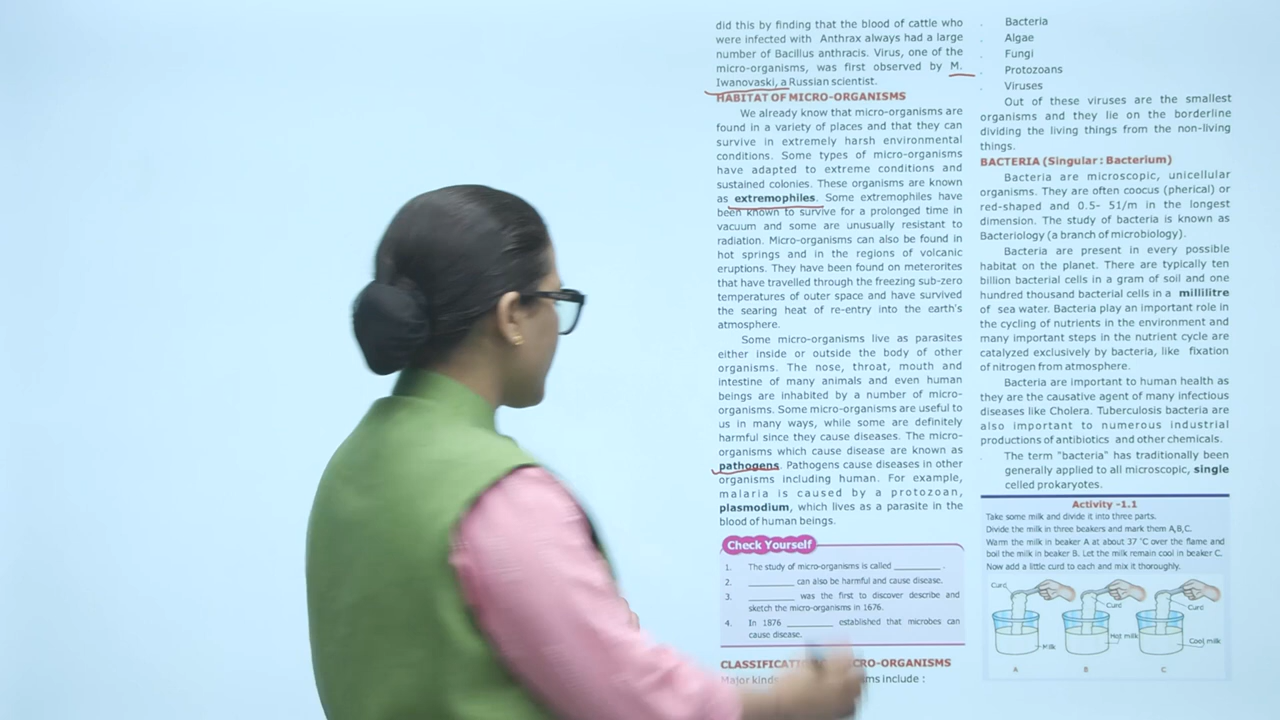 did this by finding that the blood of cattle who
were infected with Anthrax always had a large
number of Bacillus anthracis. Virus, one of the
micro-organisms, was first observed by M.
Iwanovaski, a Russian scientist.
HABITAT OF MICRO-ORGANISMS
We already know that micro-organisms are
found in a variety of places and that they can
survive in extremely harsh environmental
conditions. Some types of micro-organisms
have adapted to extreme conditions and
sustained colonies. These organisms are known
as extremophiles. Some extremophiles have
been known to survive for a prolonged time in
vacuum and some are unusually resistant to
radiation. Micro-organisms can also be found in
hot springs and in the regions of volcanic
eruptions. They have been found on meterorites
that have travelled through the freezing sub-zero
temperatures of outer space and have survived
the searing heat of re-entry into the earth's
atmosphere.
Some micro-organisms live as parasites
either inside or outside the body of other
organisms. The nose, throat, mouth and
intestine of many animals and even human
beings are inhabited by a number of micro-
organisms. Some micro-organisms are useful to
us in many ways, while some are definitely
harmful since they cause diseases. The micro-
organisms which cause disease are known as
pathogens. Pathogens cause diseases in other
organisms including human. For example,
malaria is caused by a protozoan,
plasmodium, which lives as a parasite in the
blood of human beings.
Check Yourself
1. The study of micro-organisms is called ________ .
2. ________ can also be harmful and cause disease.
3. ________ was the first to discover describe and
sketch the micro-organisms in 1676.
4. In 1876 ________ established that microbes can
cause disease.
CLASSIFICATI CRO-ORGANISMS
Major kind ms include :
. Bacteria
. Algae
. Fungi
. Protozoans
. Viruses
Out of these viruses are the smallest
organisms and they lie on the borderline
dividing the living things from the non-living
things.
BACTERIA (Singular : Bacterium)
Bacteria are microscopic, unicellular
organisms. They are often coocus (pherical) or
red-shaped and 0.5- 51/m in the longest
dimension. The study of bacteria is known as
Bacteriology (a branch of microbiology).
Bacteria are present in every possible
habitat on the planet. There are typically ten
billion bacterial cells in a gram of soil and one
hundred thousand bacterial cells in a millilitre
of sea water. Bacteria play an important role in
the cycling of nutrients in the environment and
many important steps in the nutrient cycle are
catalyzed exclusively by bacteria, like fixation
of nitrogen from atmosphere.
Bacteria are important to human health as
they are the causative agent of many infectious
diseases like Cholera. Tuberculosis bacteria are
also important to numerous industrial
productions of antibiotics and other chemicals.
The term "bacteria" has traditionally been
generally applied to all microscopic, single
celled prokaryotes.
Activity -1.1
Take some milk and divide it into three parts.
Divide the milk in three beakers and mark them A,B,C.
Warm the milk in beaker A at about 37 °C over the flame and
boil the milk in beaker B. Let the milk remain cool in beaker C.
Now add a little curd to each and mix it thoroughly.
Curd
Curd
Curd
Milk
Hot milk
Cool milk
A B C